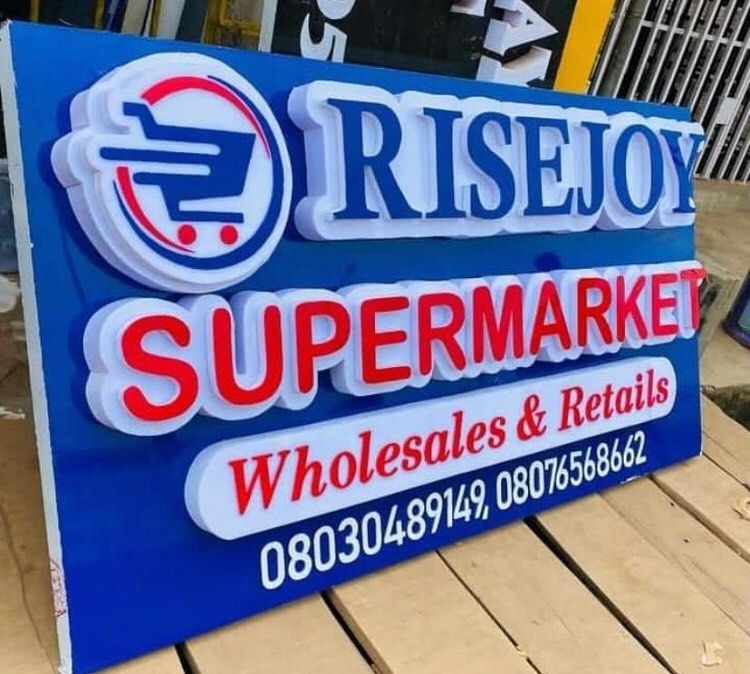 RISEJOY
SUPERMARKET
Wholesales & Retails
08030489149, 08076568662